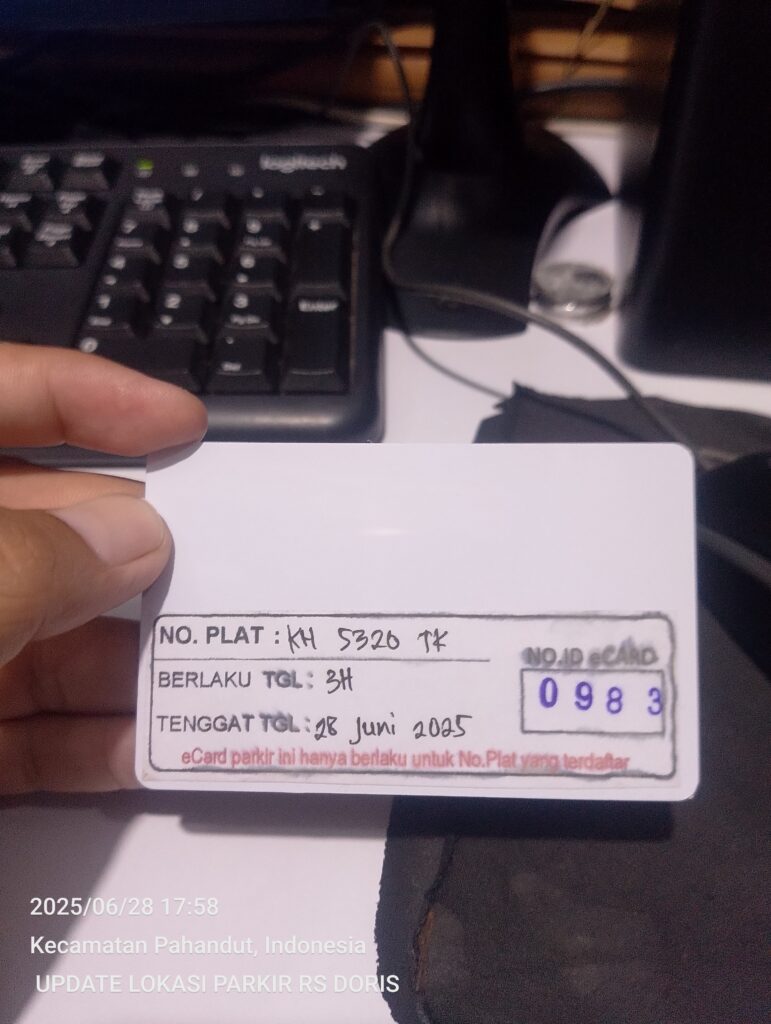 logitech
Enter
NO. PLAT : KH 5320 TK
BERLAKU TGL : 3H
TENGGAT TGL : 28 Juni 2025
NO.ID eCARD
0983
eCard parkir ini hanya berlaku untuk No.Plat yang terdaftar
2025/06/28 17:58
Kecamatan Pahandut, Indonesia
UPDATE LOKASI PARKIR RS DORIS